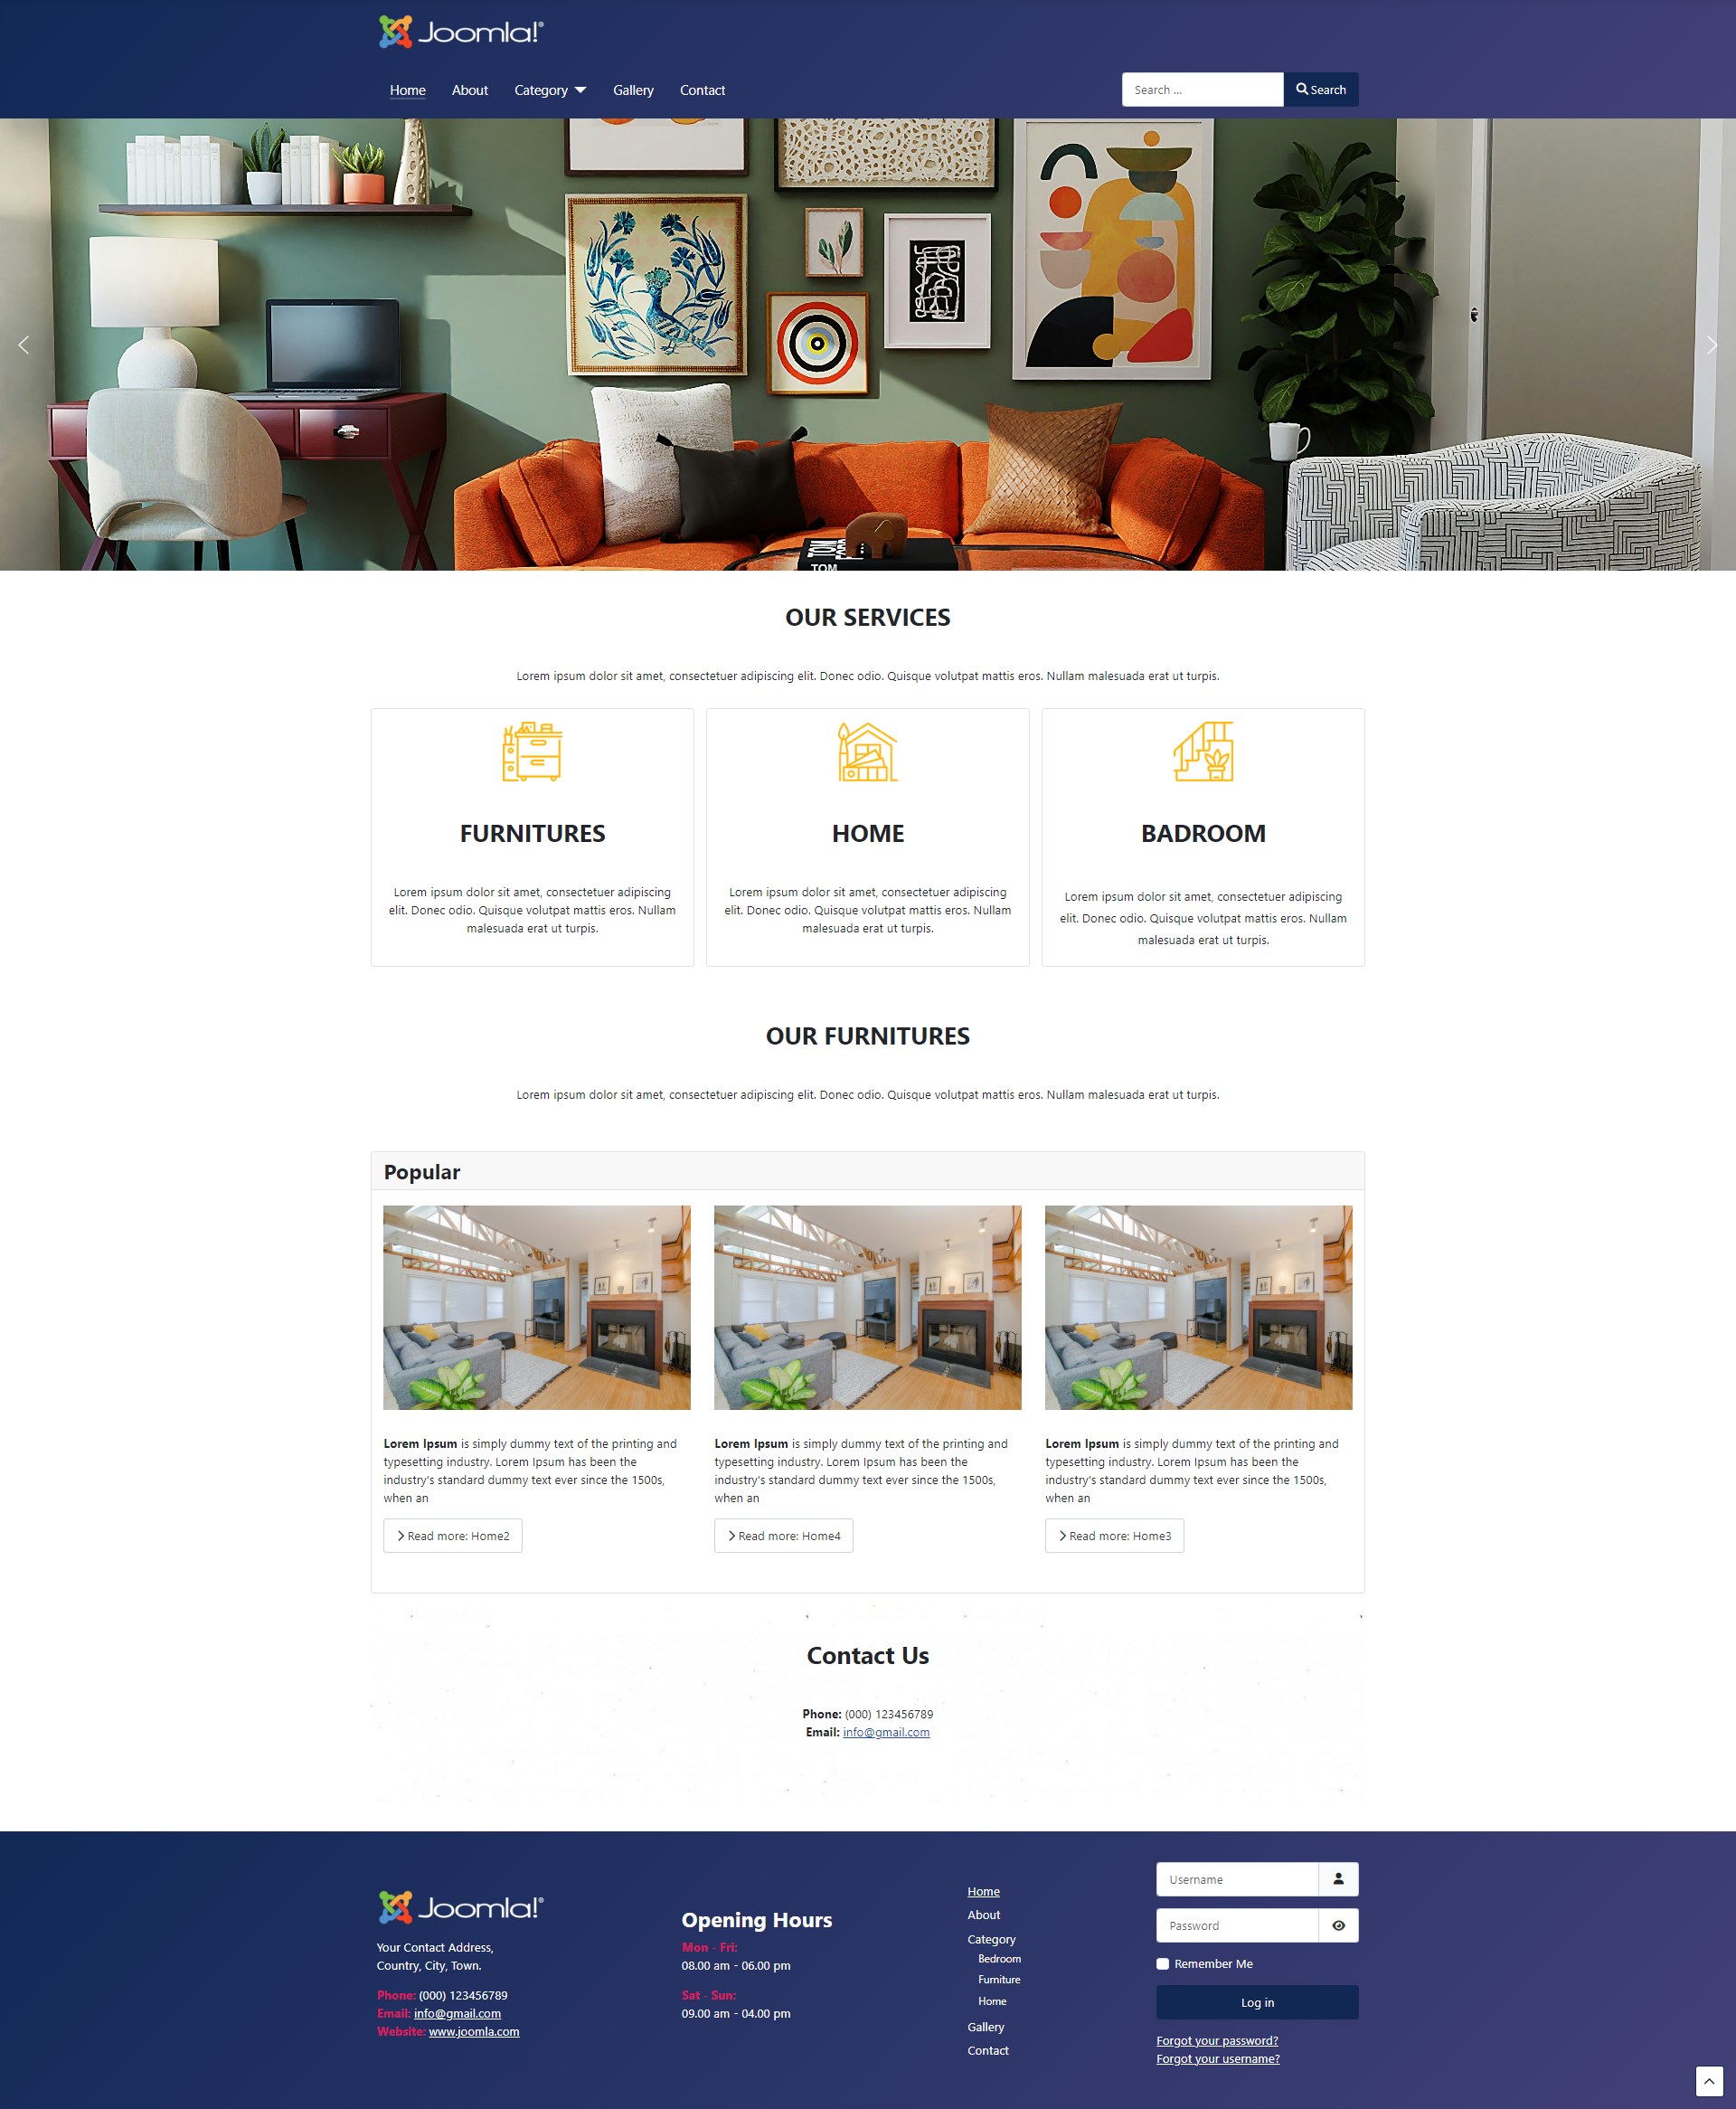 Joomla!®
Home About Category Gallery Contact
Search ...
Search
TOM
OUR SERVICES
Lorem ipsum dolor sit amet, consectetuer adipiscing elit. Donec odio. Quisque volutpat mattis eros. Nullam malesuada erat ut turpis.
FURNITURES
Lorem ipsum dolor sit amet, consectetuer adipiscing
elit. Donec odio. Quisque volutpat mattis eros. Nullam
malesuada erat ut turpis.
HOME
Lorem ipsum dolor sit amet, consectetuer adipiscing
elit. Donec odio. Quisque volutpat mattis eros. Nullam
malesuada erat ut turpis.
BADROOM
Lorem ipsum dolor sit amet, consectetuer adipiscing
elit. Donec odio. Quisque volutpat mattis eros. Nullam
malesuada erat ut turpis.
OUR FURNITURES
Lorem ipsum dolor sit amet, consectetuer adipiscing elit. Donec odio. Quisque volutpat mattis eros. Nullam malesuada erat ut turpis.
Popular
Lorem Ipsum is simply dummy text of the printing and
typesetting industry. Lorem Ipsum has been the
industry's standard dummy text ever since the 1500s,
when an
Read more: Home2
Lorem Ipsum is simply dummy text of the printing and
typesetting industry. Lorem Ipsum has been the
industry's standard dummy text ever since the 1500s,
when an
Read more: Home4
Lorem Ipsum is simply dummy text of the printing and
typesetting industry. Lorem Ipsum has been the
industry's standard dummy text ever since the 1500s,
when an
Read more: Home3
Contact Us
Phone: (000) 123456789
Email: info@gmail.com
Joomla!®
Your Contact Address,
Country, City, Town.
Phone: (000) 123456789
Email: info@gmail.com
Website: www.joomla.com
Opening Hours
Mon - Fri:
08.00 am - 06.00 pm
Sat - Sun:
09.00 am - 04.00 pm
Home
About
Category
Bedroom
Furniture
Home
Gallery
Contact
Username
Password
Remember Me
Log in
Forgot your password?
Forgot your username?